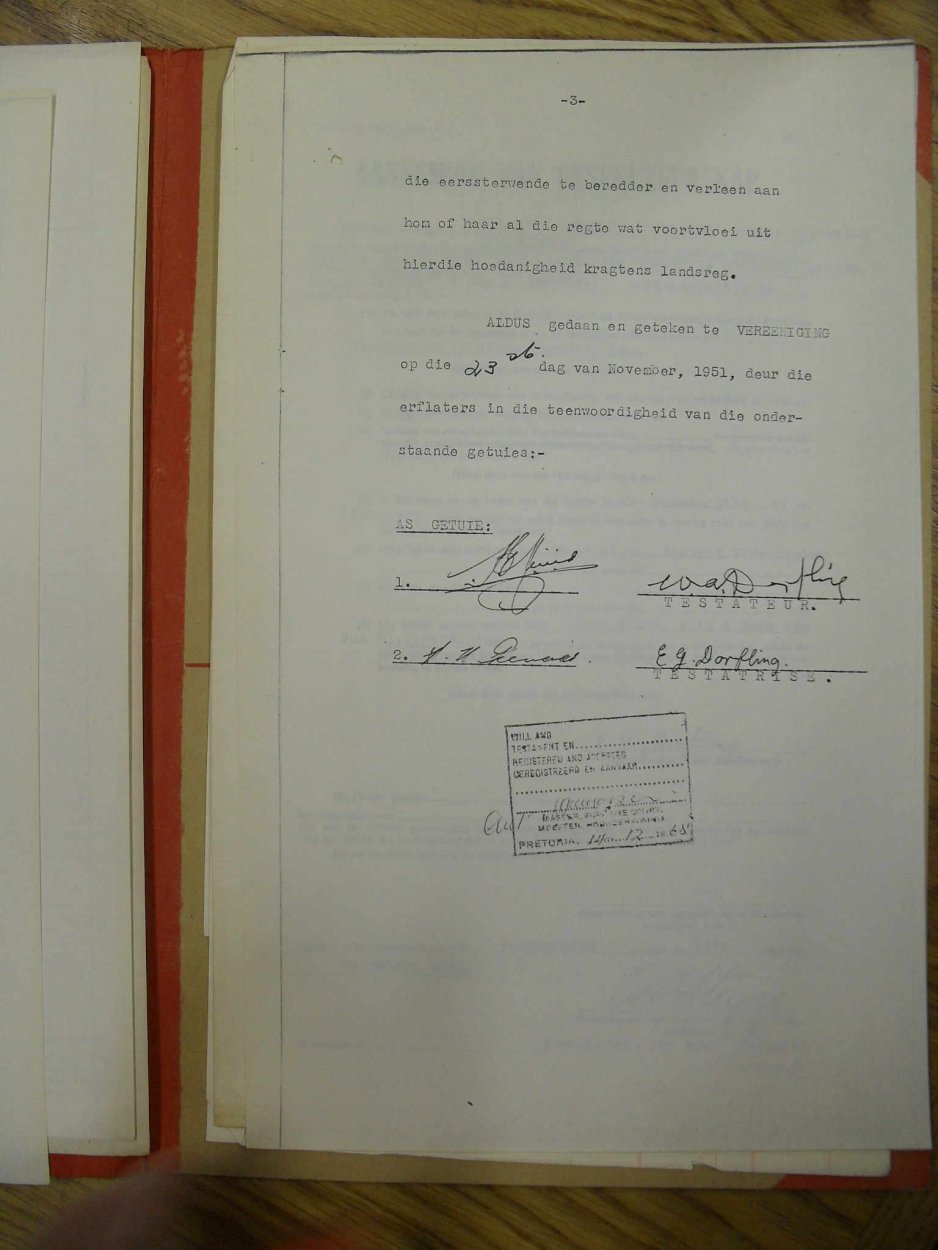 -3-
die eerssterwende te beredder en verleen aan
hom of haar al die regte wat voortvloei uit
hierdie hoedanigheid kragtens landsreg.
ALDUS gedaan en geteken te VEREENIGING
op die 23 ste dag van November, 1951, deur die
erflaters in die teenwoordigheid van die onder-
staande getuies:-
AS GETUIE:
1.
W.A. Dorfling
TESTATEUR.
2.
E G. Dorfling.
TESTATRISE.
WILL AND
TESTAMENT EN
REGISTERED AND ACCEPTED
GEREGISTREERD EN AANVAAR
MASTER, SUPREME COURT,
MEESTER, HOOGGEREGSHOF
PRETORIA. 12 1968